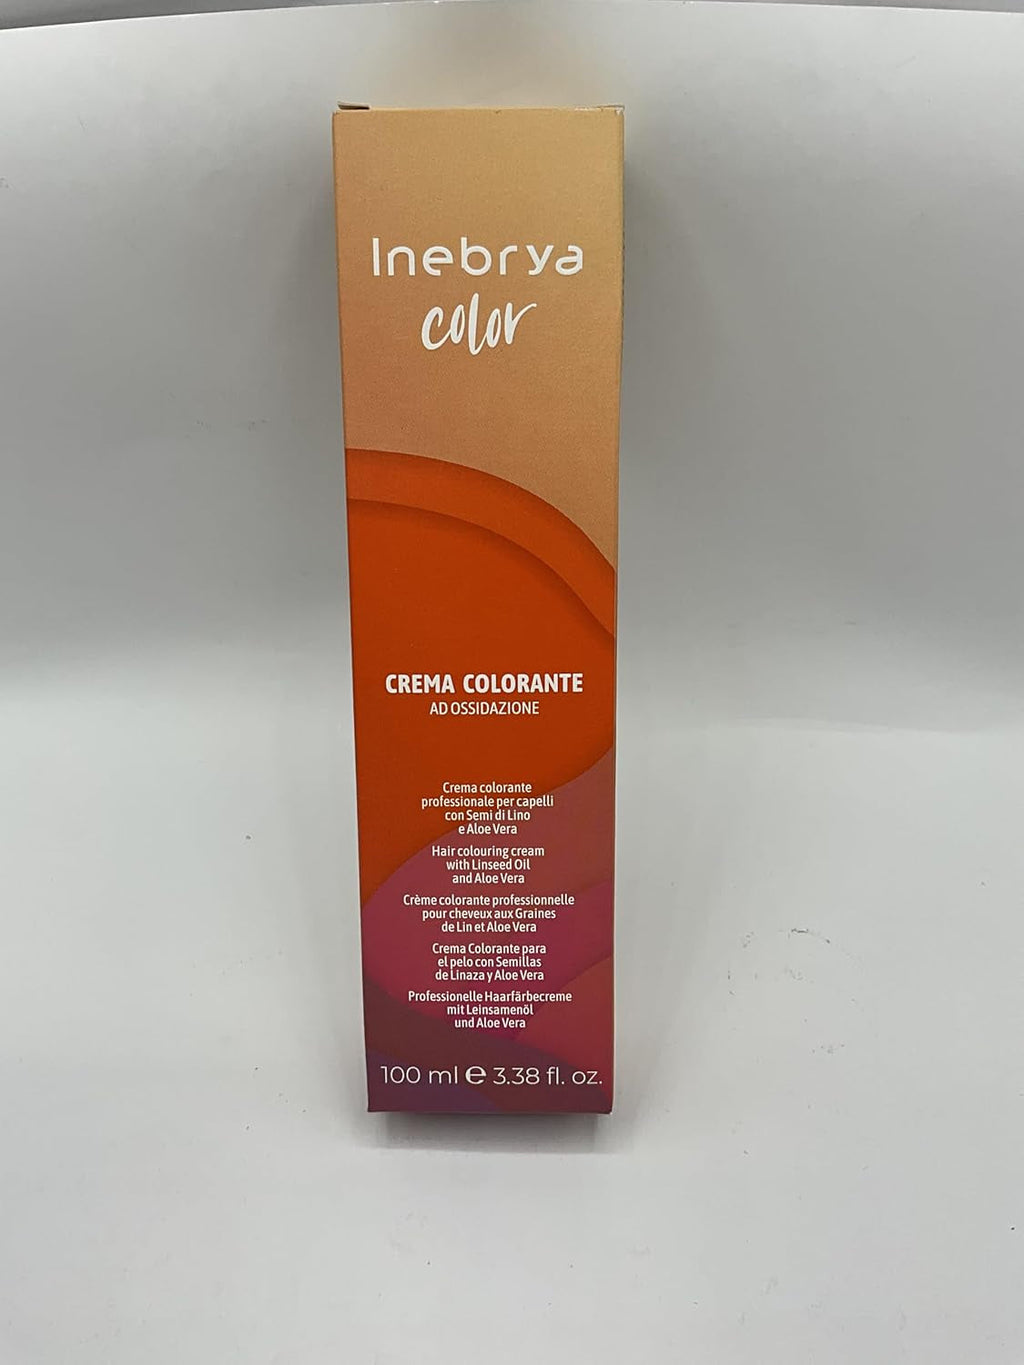 Inebrya
color
CREMA COLORANTE
AD OSSIDAZIONE
Crema colorante
professionale per capelli
con Semi di Lino
e Aloe Vera
Hair colouring cream
with Linseed Oil
and Aloe Vera
Crème colorante professionnelle
pour cheveux aux Graines
de Lin et Aloe Vera
Crema Colorante para
el pelo con Semillas
de Linaza y Aloe Vera
Professionelle Haarfärbecreme
mit Leinsamenöl
und Aloe Vera
100 ml ℮ 3.38 fl. oz.